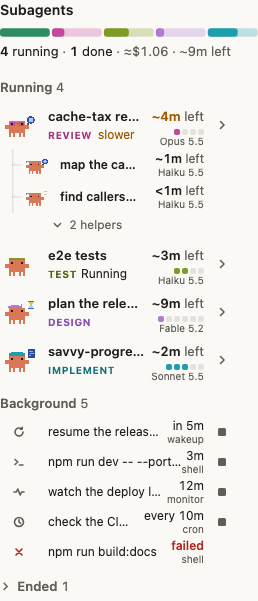 Subagents
4 running · 1 done · ≈$1.06 · ~9m left
Running 4
cache-tax re... ~4m left
REVIEW slower
Opus 5.5
map the ca... ~1m left
Haiku 5.5
find callers... <1m left
Haiku 5.5
2 helpers
e2e tests ~3m left
TEST Running
Haiku 5.5
plan the rele... ~9m left
DESIGN
Fable 5.2
savvy-progre... ~2m left
IMPLEMENT
Sonnet 5.5
Background 5
resume the releas... in 5m
wakeup
npm run dev -- --port... 3m
shell
watch the deploy l... 12m
monitor
check the CI... every 10m
cron
npm run build:docs failed
shell
Ended 1